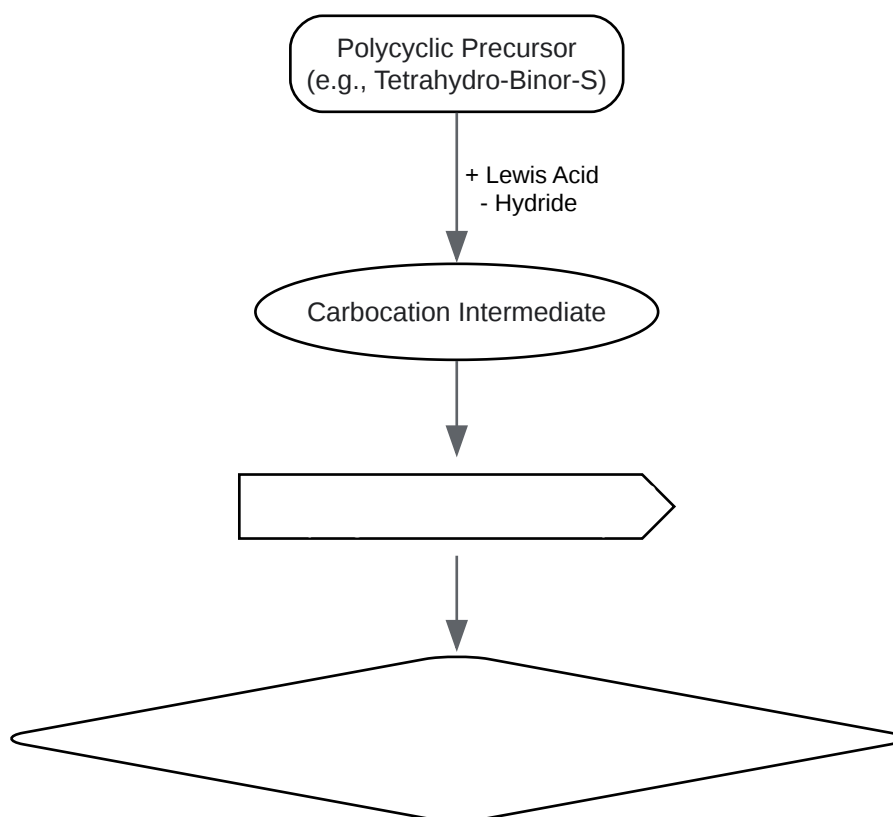 Polycyclic Precursor
(e.g., Tetrahydro-Binor-S)
+ Lewis Acid
- Hydride
Carbocation Intermediate